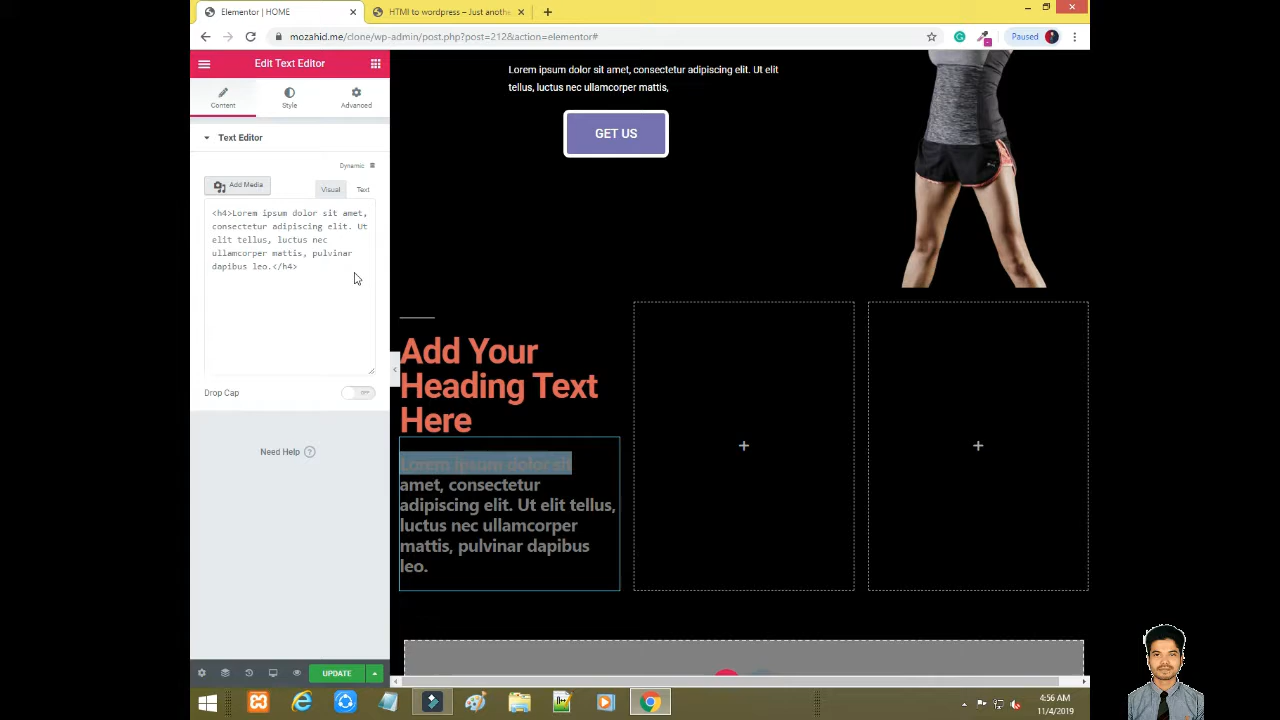 Elementor | HOME
HTMl to wordpress – Just anothe
mozahid.me/clone/wp-admin/post.php?post=212&action=elementor#
Paused
Edit Text Editor
Content
Style
Advanced
Text Editor
Dynamic
Add Media
Visual
Text
<h4>Lorem ipsum dolor sit amet,
consectetur adipiscing elit. Ut
elit tellus, luctus nec
ullamcorper mattis, pulvinar
dapibus leo.</h4>
Drop Cap
OFF
Need Help
UPDATE
Lorem ipsum dolor sit amet, consectetur adipiscing elit. Ut elit
tellus, luctus nec ullamcorper mattis,
GET US
Add Your
Heading Text
Here
Lorem ipsum dolor sit
amet, consectetur
adipiscing elit. Ut elit tellus,
luctus nec ullamcorper
mattis, pulvinar dapibus
leo.
4:56 AM
11/4/2019